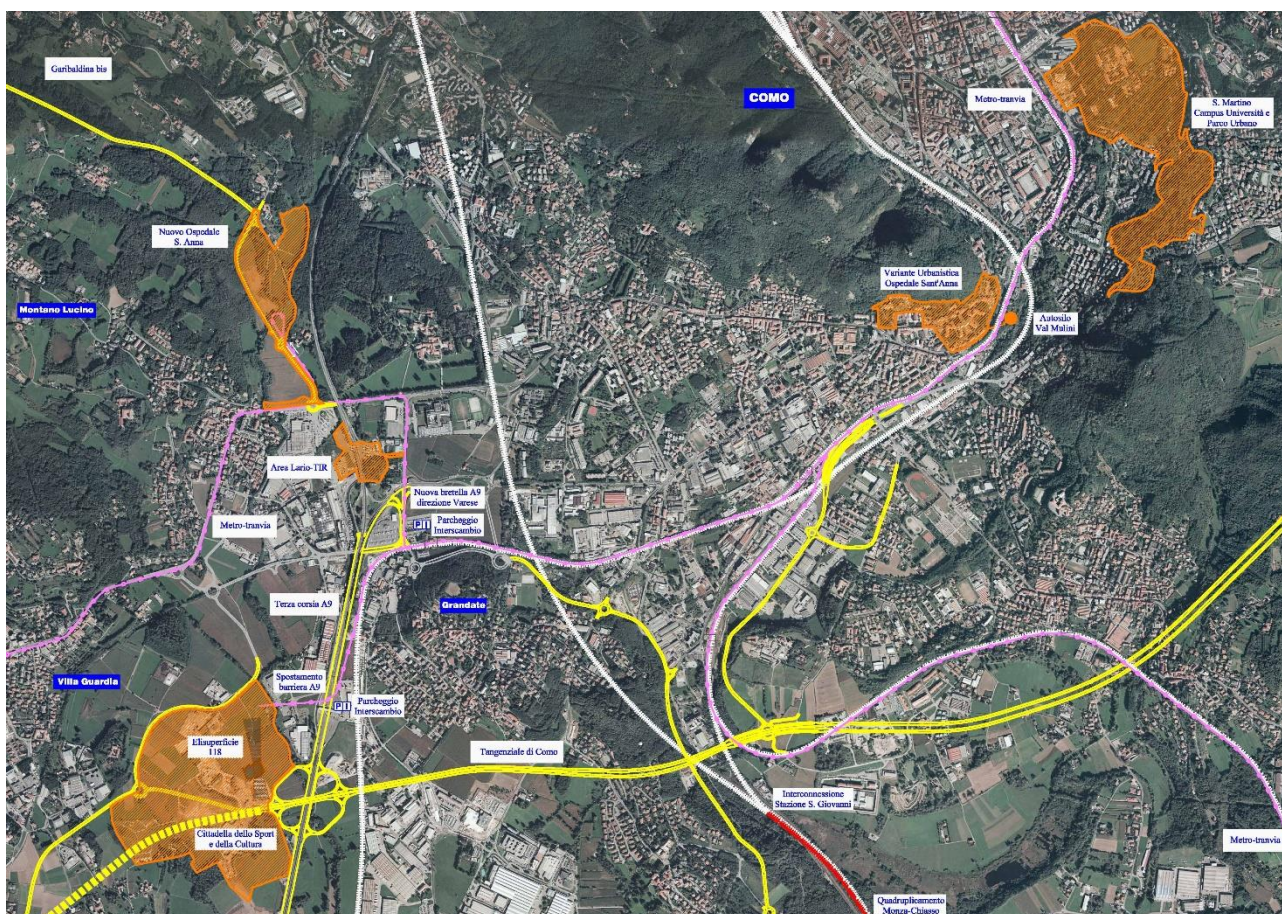 Garibaldina bis
COMO
Metro-tranvia
S. Martino
Campus Università e
Parco Urbano
Nuovo Ospedale
S. Anna
Variante Urbanistica
Ospedale Sant'Anna
Montano Lucino
Autosilo
Val Mulini
Area Lario-TIR
Nuova bretella A9
direzione Varese
P I
Parcheggio
Interscambio
Metro-tranvia
Terza corsia A9
Grandate
Villa Guardia
Spostamento
barriera A9
P I
Parcheggio
Interscambio
Elisuperficie
118
Tangenziale di Como
Interconnessione
Stazione S. Giovanni
Cittadella dello Sport
e della Cultura
Metro-tranvia
Quadruplicamento
Monza-Chiasso